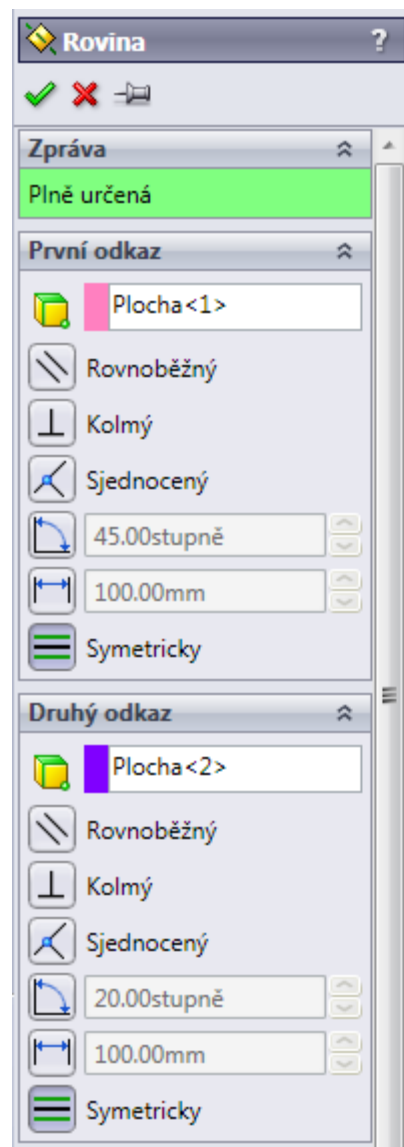 Rovina ?
Zpráva
Plně určená
První odkaz
Plocha<1>
Rovnoběžný
Kolmý
Sjednocený
45.00stupně
100.00mm
Symetricky
Druhý odkaz
Plocha<2>
Rovnoběžný
Kolmý
Sjednocený
20.00stupně
100.00mm
Symetricky